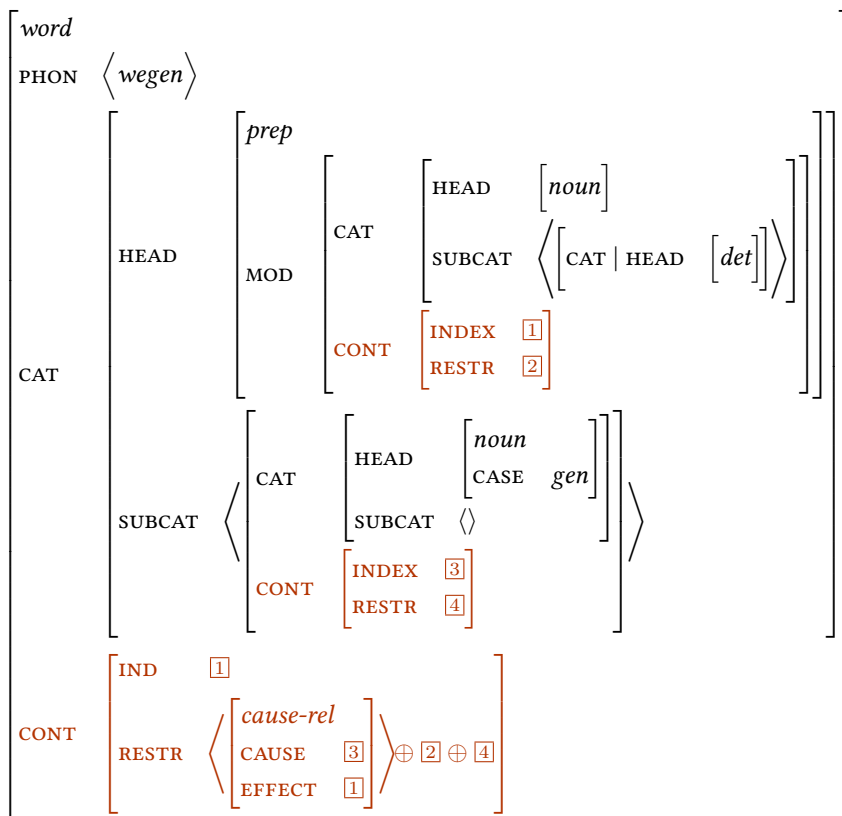 word
PHON ⟨wegen⟩
prep
HEAD [noun]
CAT
SUBCAT ⟨[CAT | HEAD [det]]⟩
HEAD
MOD
INDEX 1
CONT
RESTR 2
CAT
noun
HEAD
CASE gen
CAT
SUBCAT ⟨⟩
SUBCAT
INDEX 3
CONT
RESTR 4
IND 1
cause-rel
CONT
RESTR ⟨CAUSE 3⟩ ⊕ 2 ⊕ 4
EFFECT 1